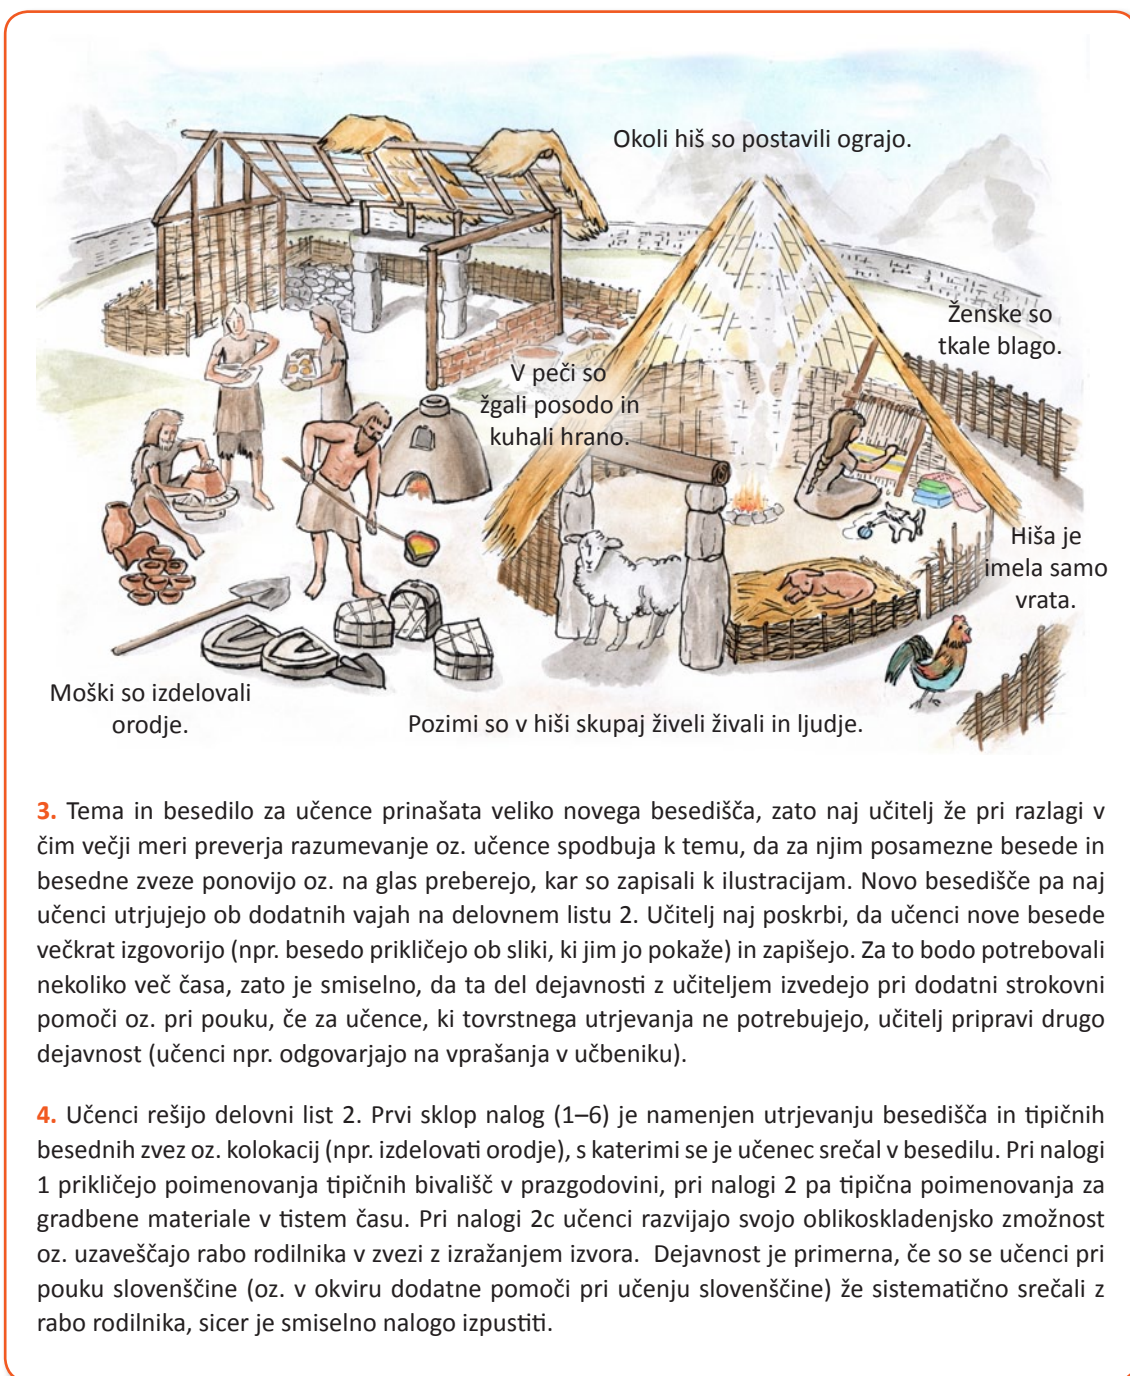 Okoli hiš so postavili ograjo.
Ženske so
tkale blago.
V peči so
žgali posodo in
kuhali hrano.
Hiša je
imela samo
vrata.
Moški so izdelovali
orodje.
Pozimi so v hiši skupaj živeli živali in ljudje.
3. Tema in besedilo za učence prinašata veliko novega besedišča, zato naj učitelj že pri razlagi v
čim večji meri preverja razumevanje oz. učence spodbuja k temu, da za njim posamezne besede in
besedne zveze ponovijo oz. na glas preberejo, kar so zapisali k ilustracijam. Novo besedišče pa naj
učenci utrjujejo ob dodatnih vajah na delovnem listu 2. Učitelj naj poskrbi, da učenci nove besede
večkrat izgovorijo (npr. besedo prikličejo ob sliki, ki jim jo pokaže) in zapišejo. Za to bodo potrebovali
nekoliko več časa, zato je smiselno, da ta del dejavnosti z učiteljem izvedejo pri dodatni strokovni
pomoči oz. pri pouku, če za učence, ki tovrstnega utrjevanja ne potrebujejo, učitelj pripravi drugo
dejavnost (učenci npr. odgovarjajo na vprašanja v učbeniku).
4. Učenci rešijo delovni list 2. Prvi sklop nalog (1–6) je namenjen utrjevanju besedišča in tipičnih
besednih zvez oz. kolokacij (npr. izdelovati orodje), s katerimi se je učenec srečal v besedilu. Pri nalogi
1 prikličejo poimenovanja tipičnih bivališč v prazgodovini, pri nalogi 2 pa tipična poimenovanja za
gradbene materiale v tistem času. Pri nalogi 2c učenci razvijajo svojo oblikoskladenjsko zmožnost
oz. uzaveščajo rabo rodilnika v zvezi z izražanjem izvora. Dejavnost je primerna, če so se učenci pri
pouku slovenščine (oz. v okviru dodatne pomoči pri učenju slovenščine) že sistematično srečali z
rabo rodilnika, sicer je smiselno nalogo izpustiti.